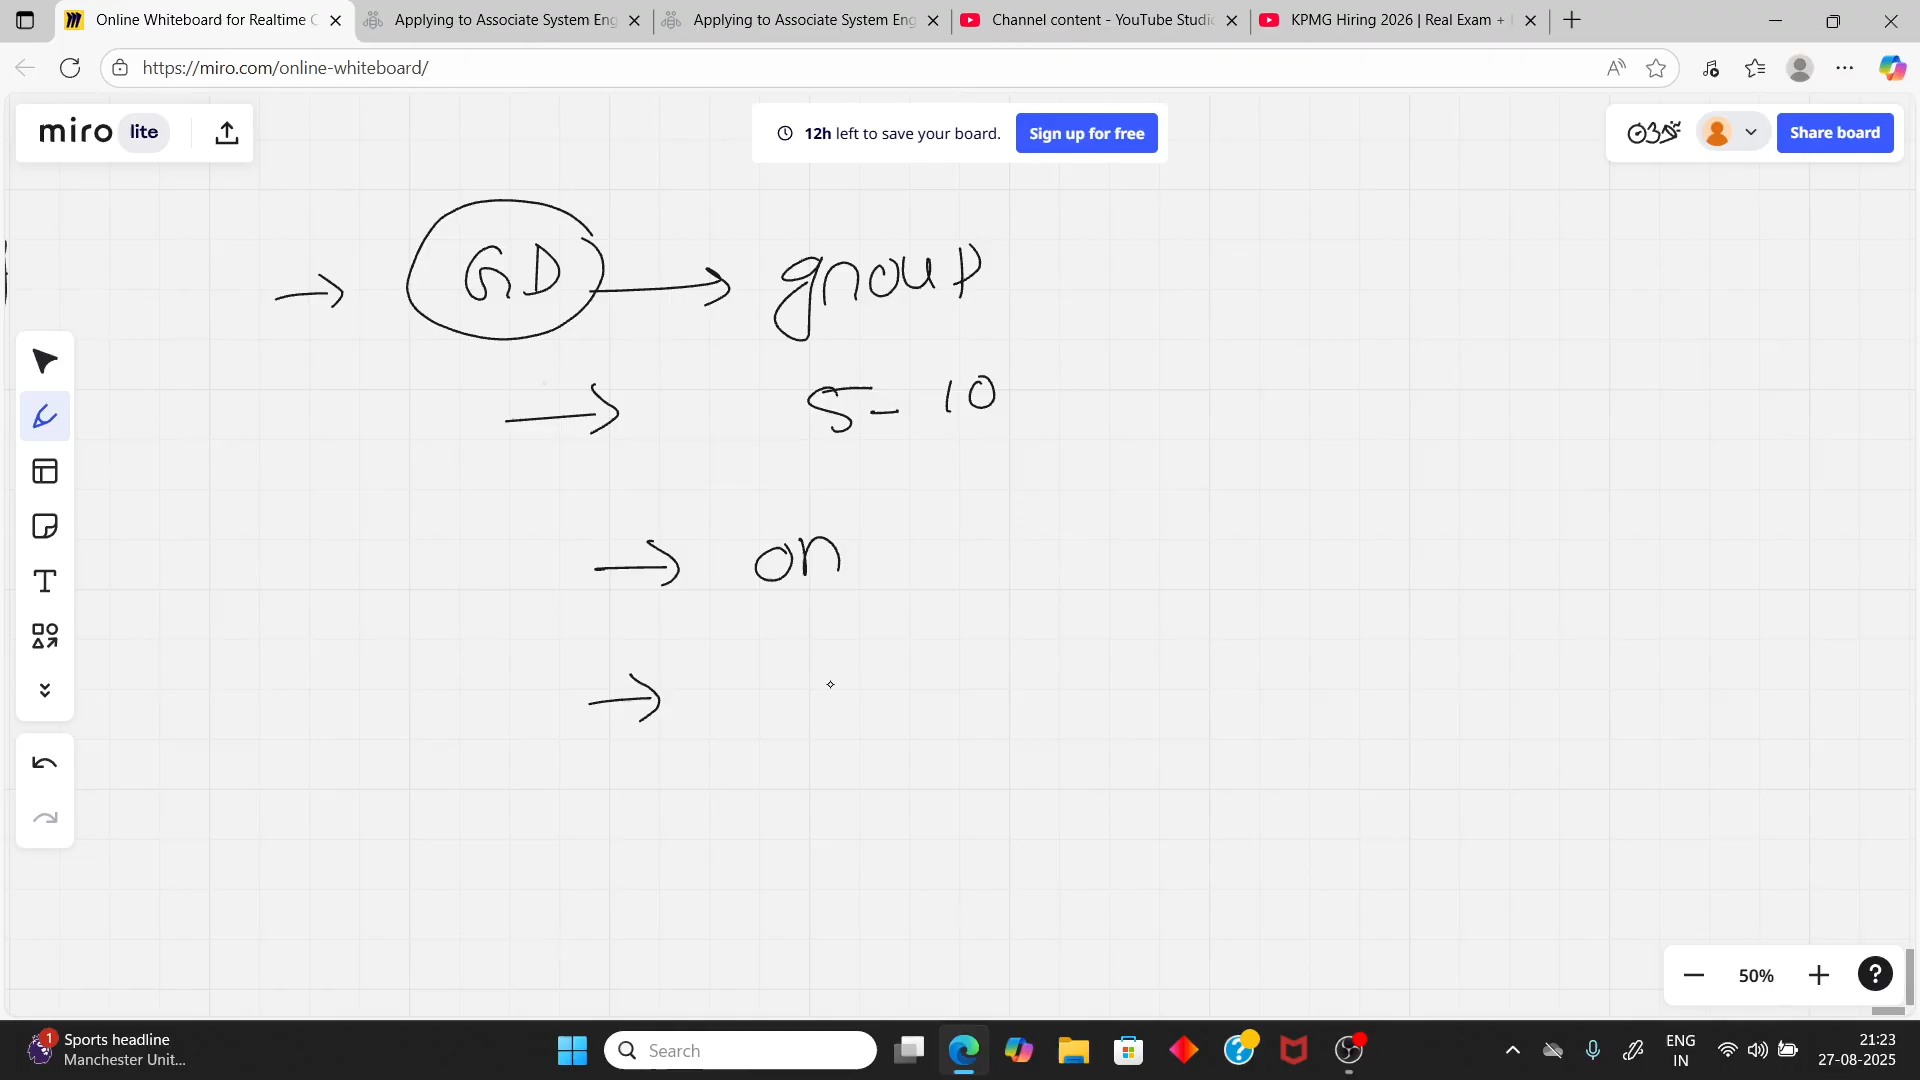 Online Whiteboard for Realtime C
Applying to Associate System Eng
Applying to Associate System Eng
Channel content - YouTube Studio
KPMG Hiring 2026 | Real Exam +
https://miro.com/online-whiteboard/
miro lite
12h left to save your board.
Sign up for free
Share board
→ GD → group
→ 5- 10
→ on
→
T
50%
?
1
Sports headline
Manchester Unit...
Search
ENG
IN
21:23
27-08-2025